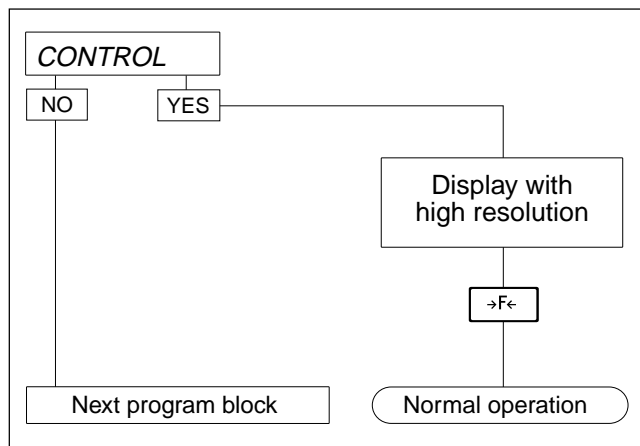 CONTROL
NO
YES
Display with
high resolution
→F←
Next program block
Normal operation